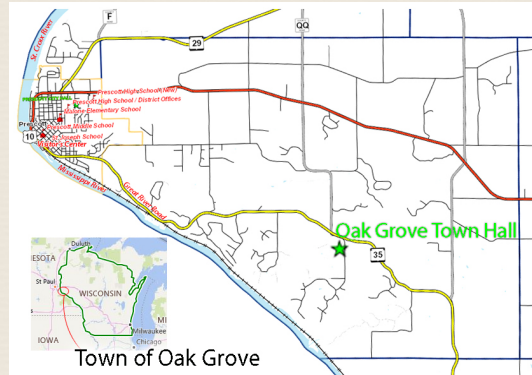 F
QQ
St. Croix River
29
Prescott High School (New)
Prescott High School / District Offices
Malone Elementary School
Prescott
Prescott Middle School
10
St. Joseph School
Visitor's Center
Mississippi River
Great River Road
Oak Grove Town Hall
35
Duluth
ESOTA
St Paul
WISCONSIN
MI
Milwaukee
IOWA
Town of Oak Grove